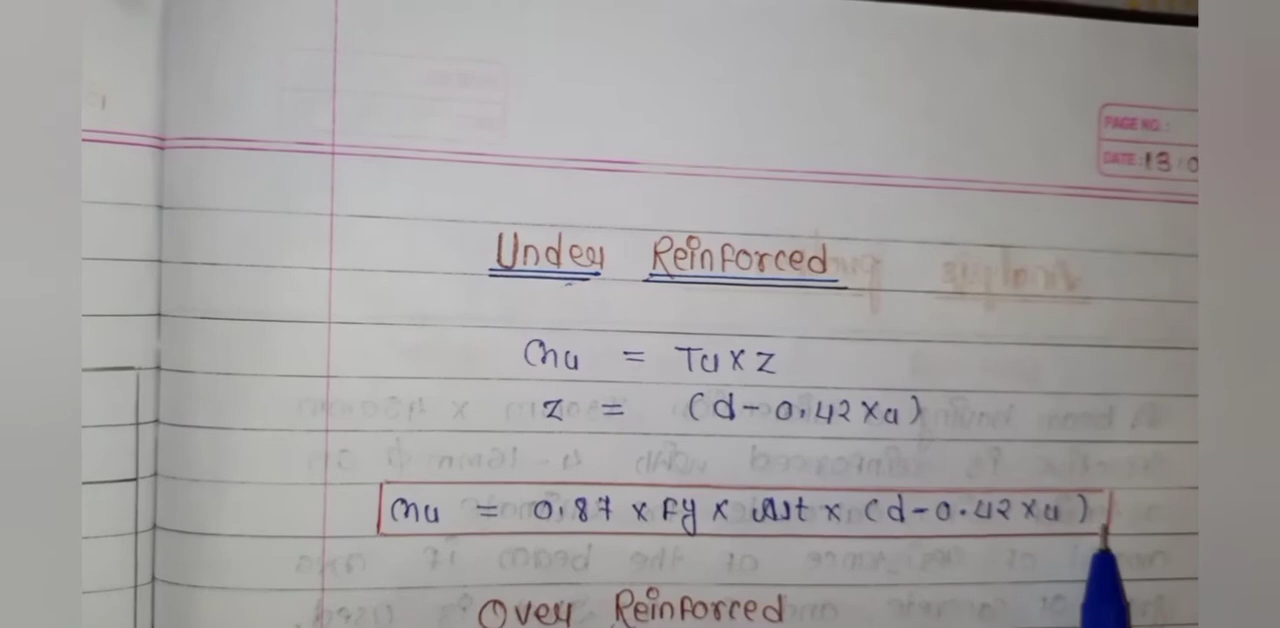 PAGE NO.:
DATE: 13
Under Reinforced
Mu = Tu x z
z = (d - 0.42 xu)
Mu = 0.87 x Fy x Ast x (d - 0.42 xu)
Over Reinforced